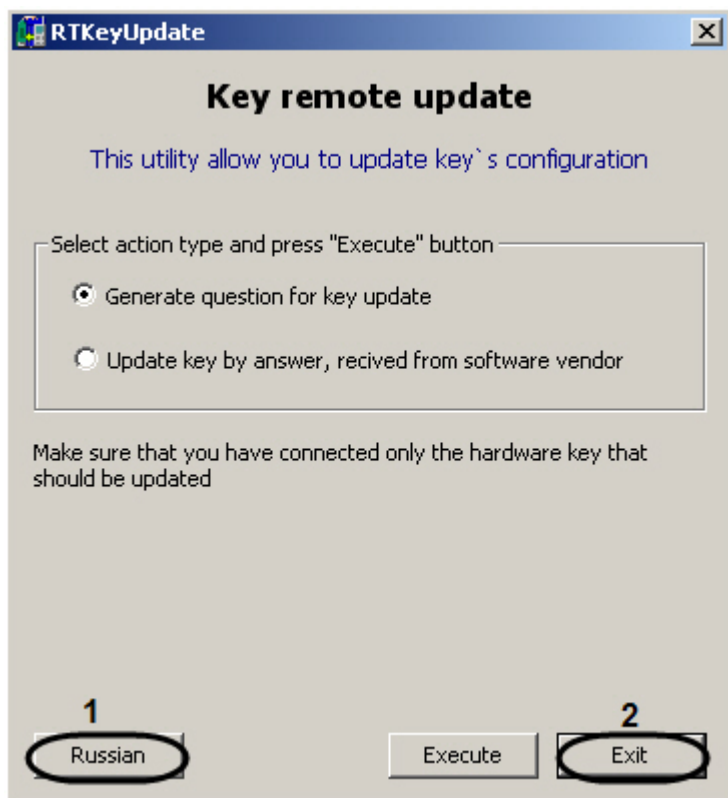 RTKeyUpdate
Key remote update
This utility allow you to update key`s configuration
Select action type and press "Execute" button
Generate question for key update
Update key by answer, recived from software vendor
Make sure that you have connected only the hardware key that
should be updated
1
2
Russian
Execute
Exit